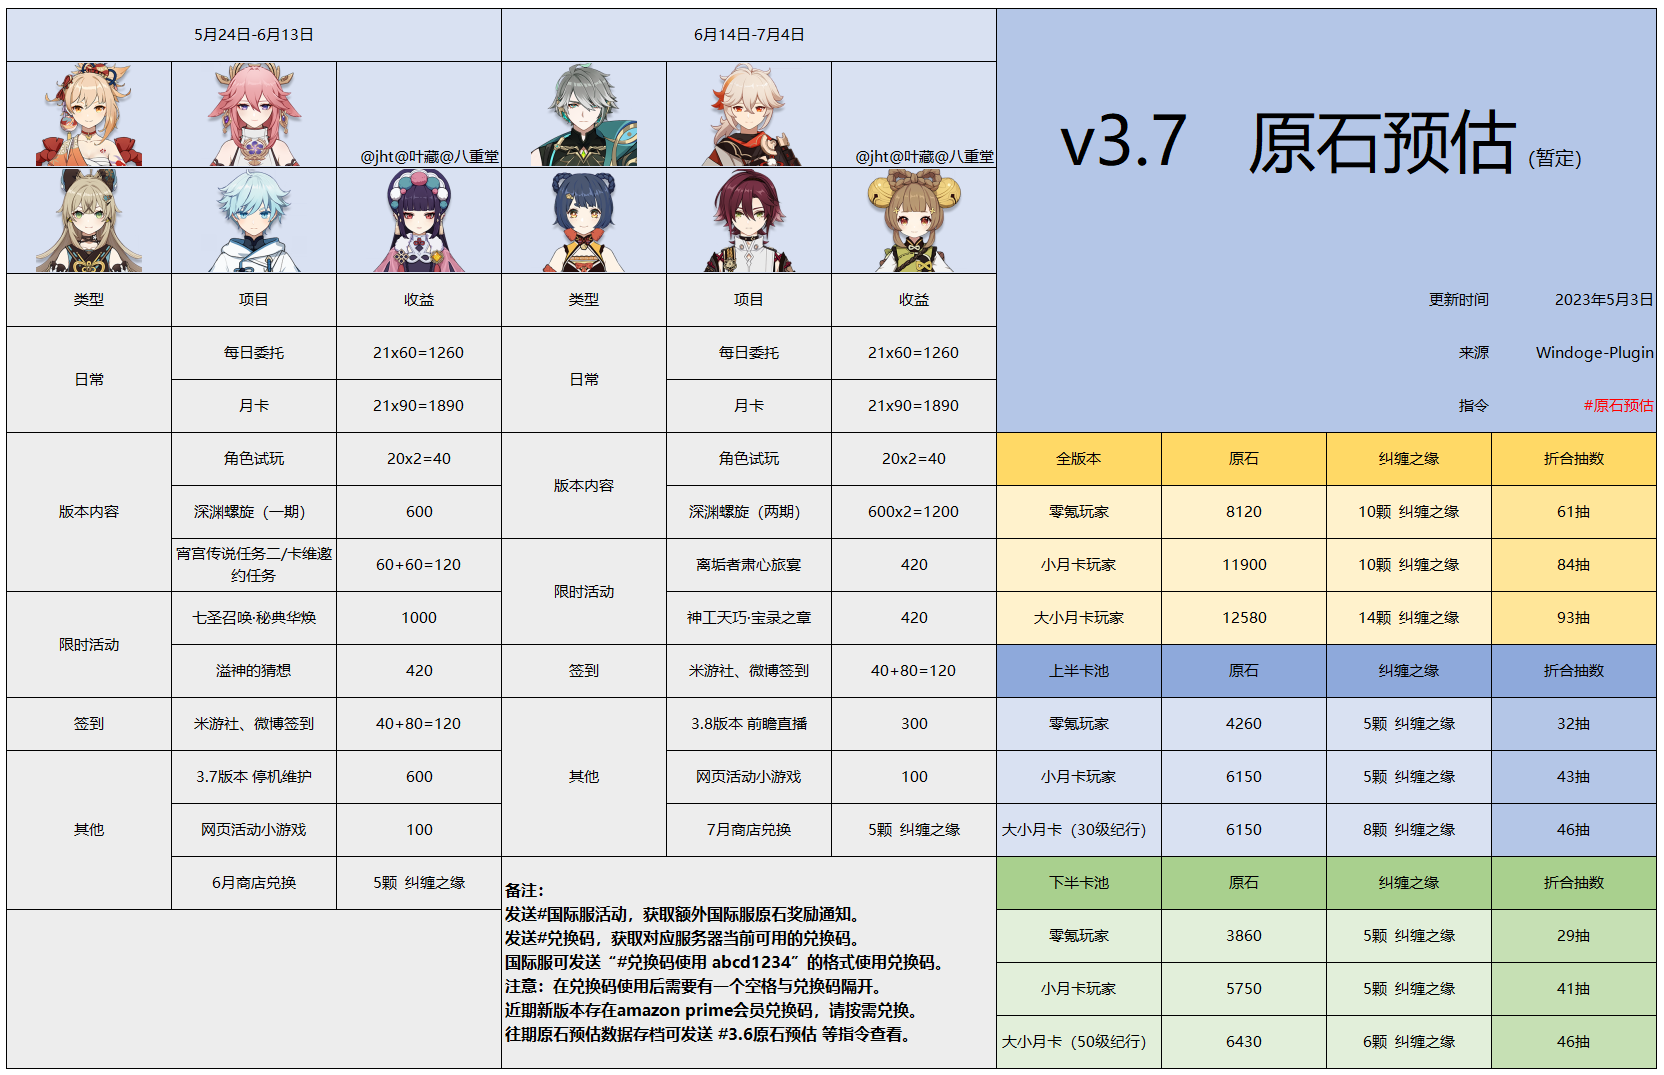 5月24日-6月13日
6月14日-7月4日
v3.7 原石预估 (暂定)
@jht@叶藏@八重堂
@jht@叶藏@八重堂
类型 项目 收益 类型 项目 收益
更新时间 2023年5月3日
来源 Windoge-Plugin
指令 #原石预估
日常
每日委托 21x60=1260
月卡 21x90=1890
版本内容
角色试玩 20x2=40
深渊螺旋（一期） 600
宵宫传说任务二/卡维邀
约任务
60+60=120
限时活动
七圣召唤·秘典华焕 1000
溢神的猜想 420
签到 米游社、微博签到 40+80=120
其他
3.7版本 停机维护 600
网页活动小游戏 100
6月商店兑换 5颗 纠缠之缘
日常
每日委托 21x60=1260
月卡 21x90=1890
版本内容
角色试玩 20x2=40
深渊螺旋（两期） 600x2=1200
限时活动
离垢者肃心旅宴 420
神工天巧·宝录之章 420
签到 米游社、微博签到 40+80=120
其他
3.8版本 前瞻直播 300
网页活动小游戏 100
7月商店兑换 5颗 纠缠之缘
备注：
发送#国际服活动，获取额外国际服原石奖励通知。
发送#兑换码，获取对应服务器当前可用的兑换码。
国际服可发送“#兑换码使用 abcd1234”的格式使用兑换码。
注意：在兑换码使用后需要有一个空格与兑换码隔开。
近期新版本存在amazon prime会员兑换码，请按需兑换。
往期原石预估数据存档可发送 #3.6原石预估 等指令查看。
全版本 原石 纠缠之缘 折合抽数
零氪玩家 8120 10颗 纠缠之缘 61抽
小月卡玩家 11900 10颗 纠缠之缘 84抽
大小月卡玩家 12580 14颗 纠缠之缘 93抽
上半卡池 原石 纠缠之缘 折合抽数
零氪玩家 4260 5颗 纠缠之缘 32抽
小月卡玩家 6150 5颗 纠缠之缘 43抽
大小月卡（30级纪行） 6150 8颗 纠缠之缘 46抽
下半卡池 原石 纠缠之缘 折合抽数
零氪玩家 3860 5颗 纠缠之缘 29抽
小月卡玩家 5750 5颗 纠缠之缘 41抽
大小月卡（50级纪行） 6430 6颗 纠缠之缘 46抽